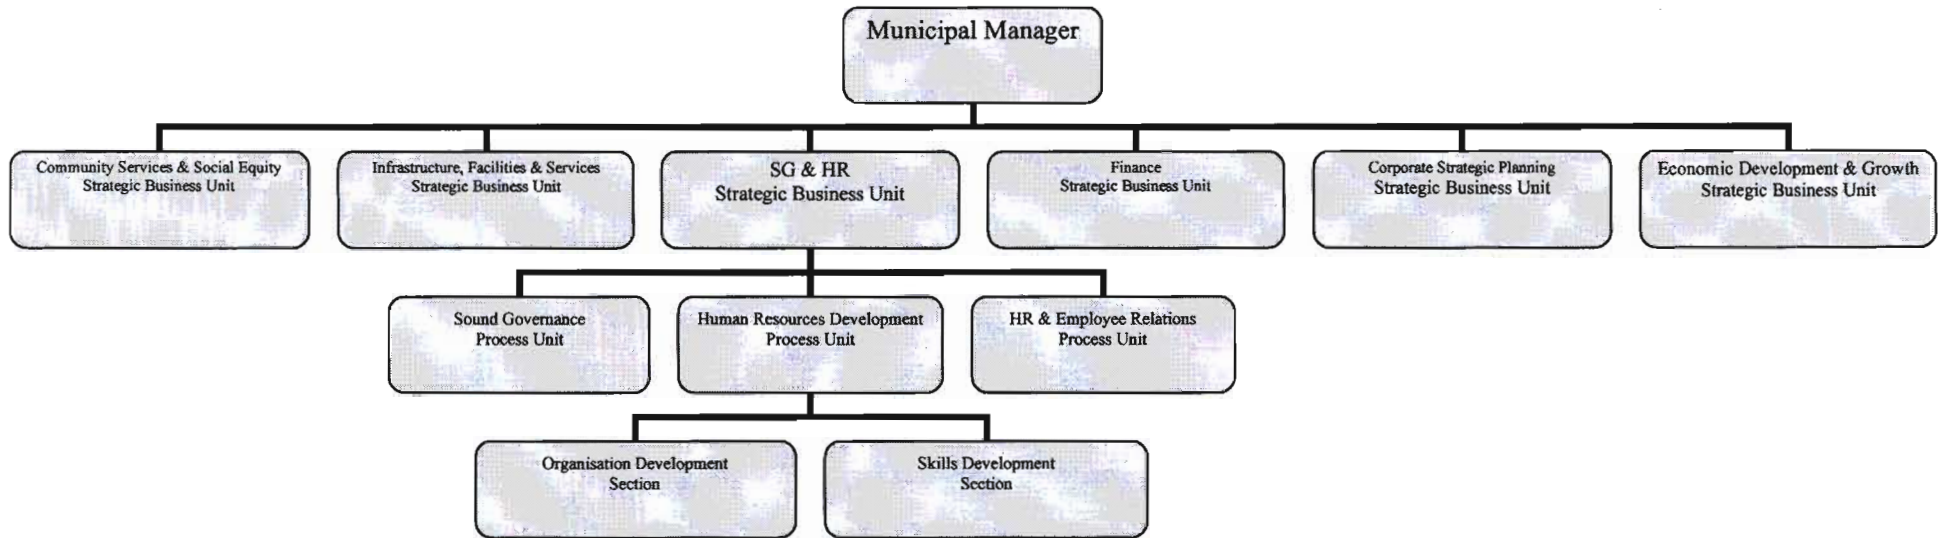 Municipal Manager
Community Services & Social Equity
Strategic Business Unit
Infrastructure, Facilities & Services
Strategic Business Unit
SG & HR
Strategic Business Unit
Finance
Strategic Business Unit
Corporate Strategic Planning
Strategic Business Unit
Economic Development & Growth
Strategic Business Unit
Sound Governance
Process Unit
Human Resources Development
Process Unit
HR & Employee Relations
Process Unit
Organisation Development
Section
Skills Development
Section